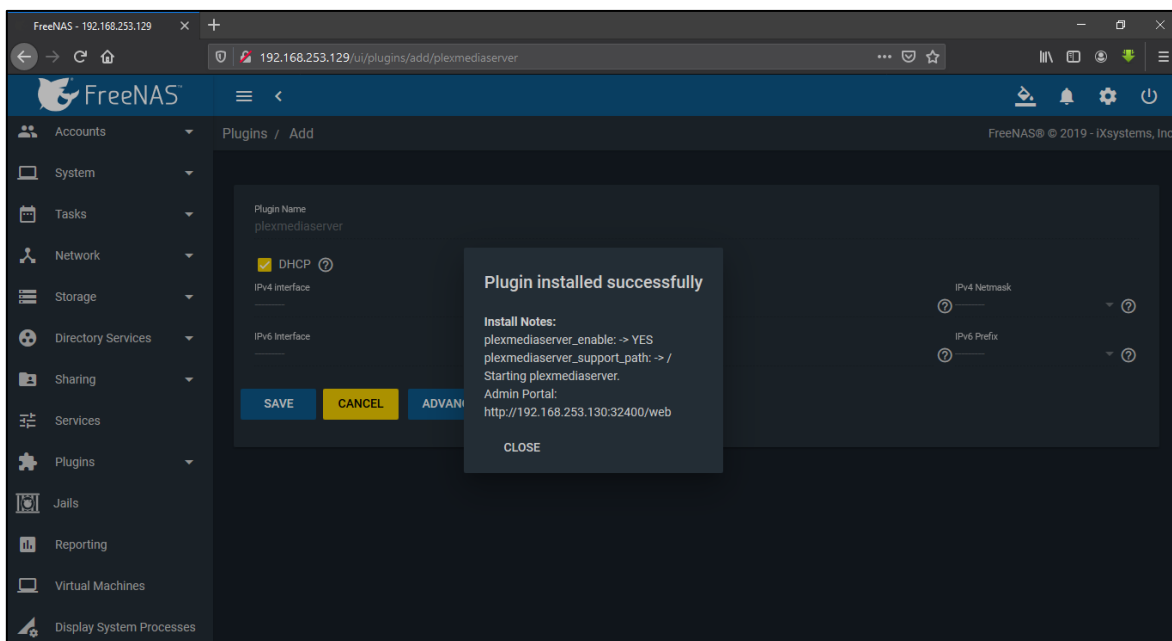 FreeNAS - 192.168.253.129
192.168.253.129/ui/plugins/add/plexmediaserver
FreeNAS
Plugins / Add
FreeNAS® © 2019 - iXsystems, Inc
Accounts
System
Tasks
Network
Storage
Directory Services
Sharing
Services
Plugins
Jails
Reporting
Virtual Machines
Display System Processes
Plugin Name
plexmediaserver
DHCP
IPv4 interface
IPv4 Netmask
IPv6 Interface
IPv6 Prefix
SAVE
CANCEL
ADVAN
Plugin installed successfully
Install Notes:
plexmediaserver_enable: -> YES
plexmediaserver_support_path: -> /
Starting plexmediaserver.
Admin Portal:
http://192.168.253.130:32400/web
CLOSE